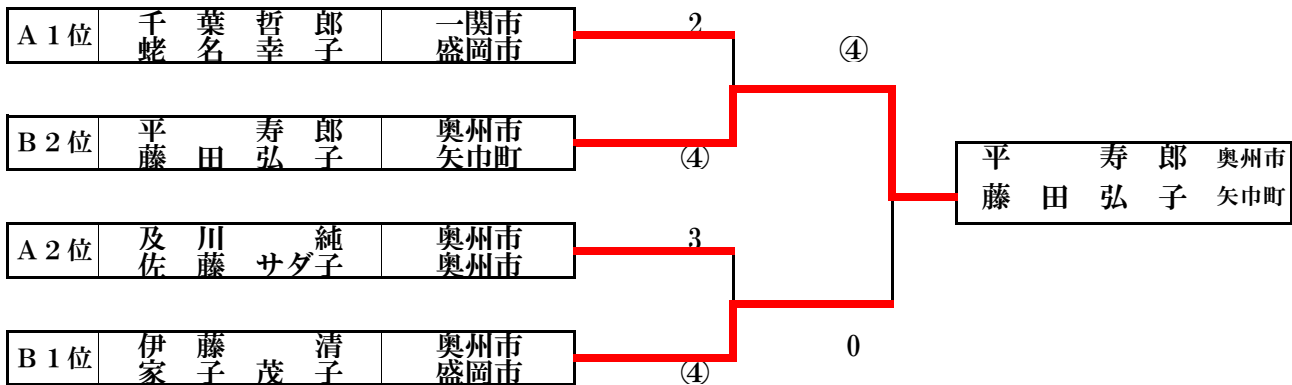 A1位 千葉哲郎 一関市
蛯名幸子 盛岡市
2
④
B2位 平寿郎 奥州市
藤田弘子 矢巾町
④
平寿郎 奥州市
藤田弘子 矢巾町
A2位 及川純 奥州市
佐藤サダ子 奥州市
3
B1位 伊藤清 奥州市
家子茂子 盛岡市
④
0